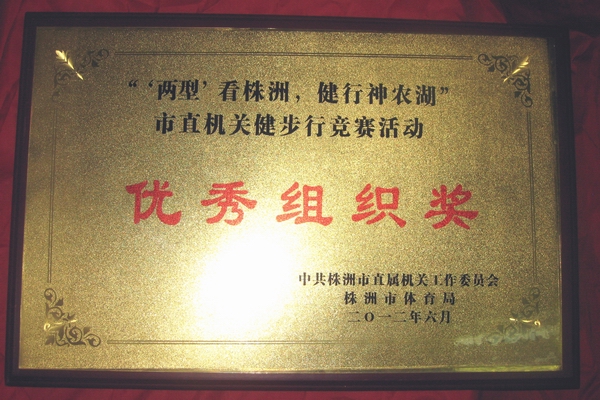 “‘两型’看株洲，健行神农湖”
市直机关健步行竞赛活动
优秀组织奖
中共株洲市直属机关工作委员会
株洲市体育局
二〇一二年六月